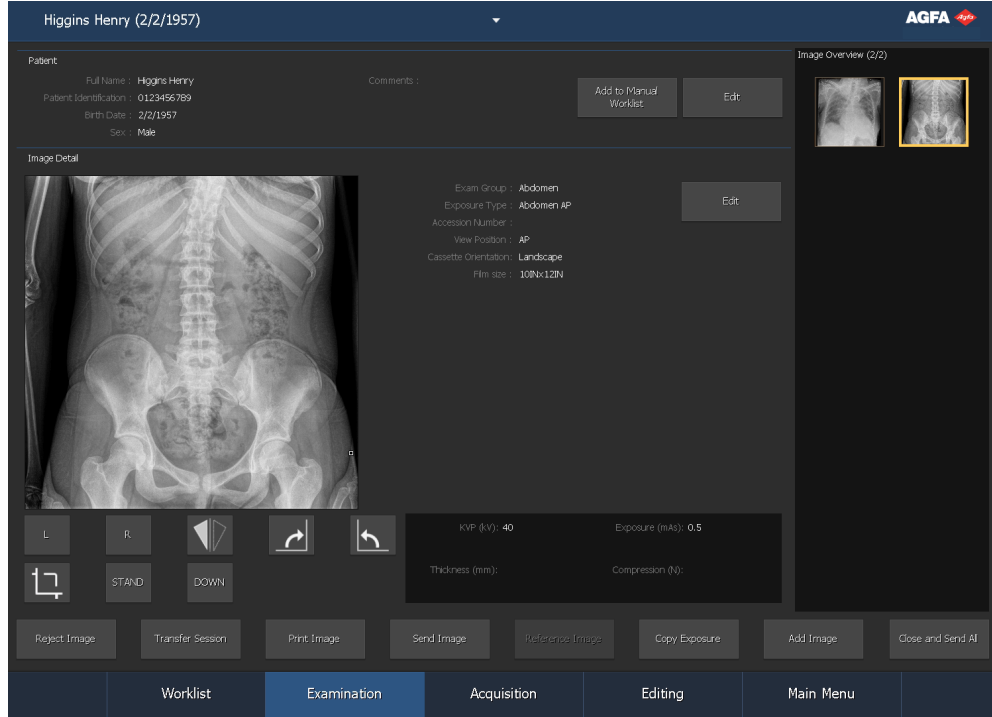 Higgins Henry (2/2/1957)
AGFA
Agfa
Patient
Full Name : Higgins Henry
Patient Identification : 0123456789
Birth Date : 2/2/1957
Sex : Male
Comments :
Add to Manual
Worklist
Edit
Image Overview (2/2)
Image Detail
Exam Group : Abdomen
Exposure Type : Abdomen AP
Accession Number :
View Position : AP
Cassette Orientation: Landscape
Film size : 10INx12IN
Edit
L
R
STAND
DOWN
KVP (kV): 40
Exposure (mAs): 0.5
Thickness (mm):
Compression (N):
Reject Image
Transfer Session
Print Image
Send Image
Reference Image
Copy Exposure
Add Image
Close and Send All
Worklist
Examination
Acquisition
Editing
Main Menu